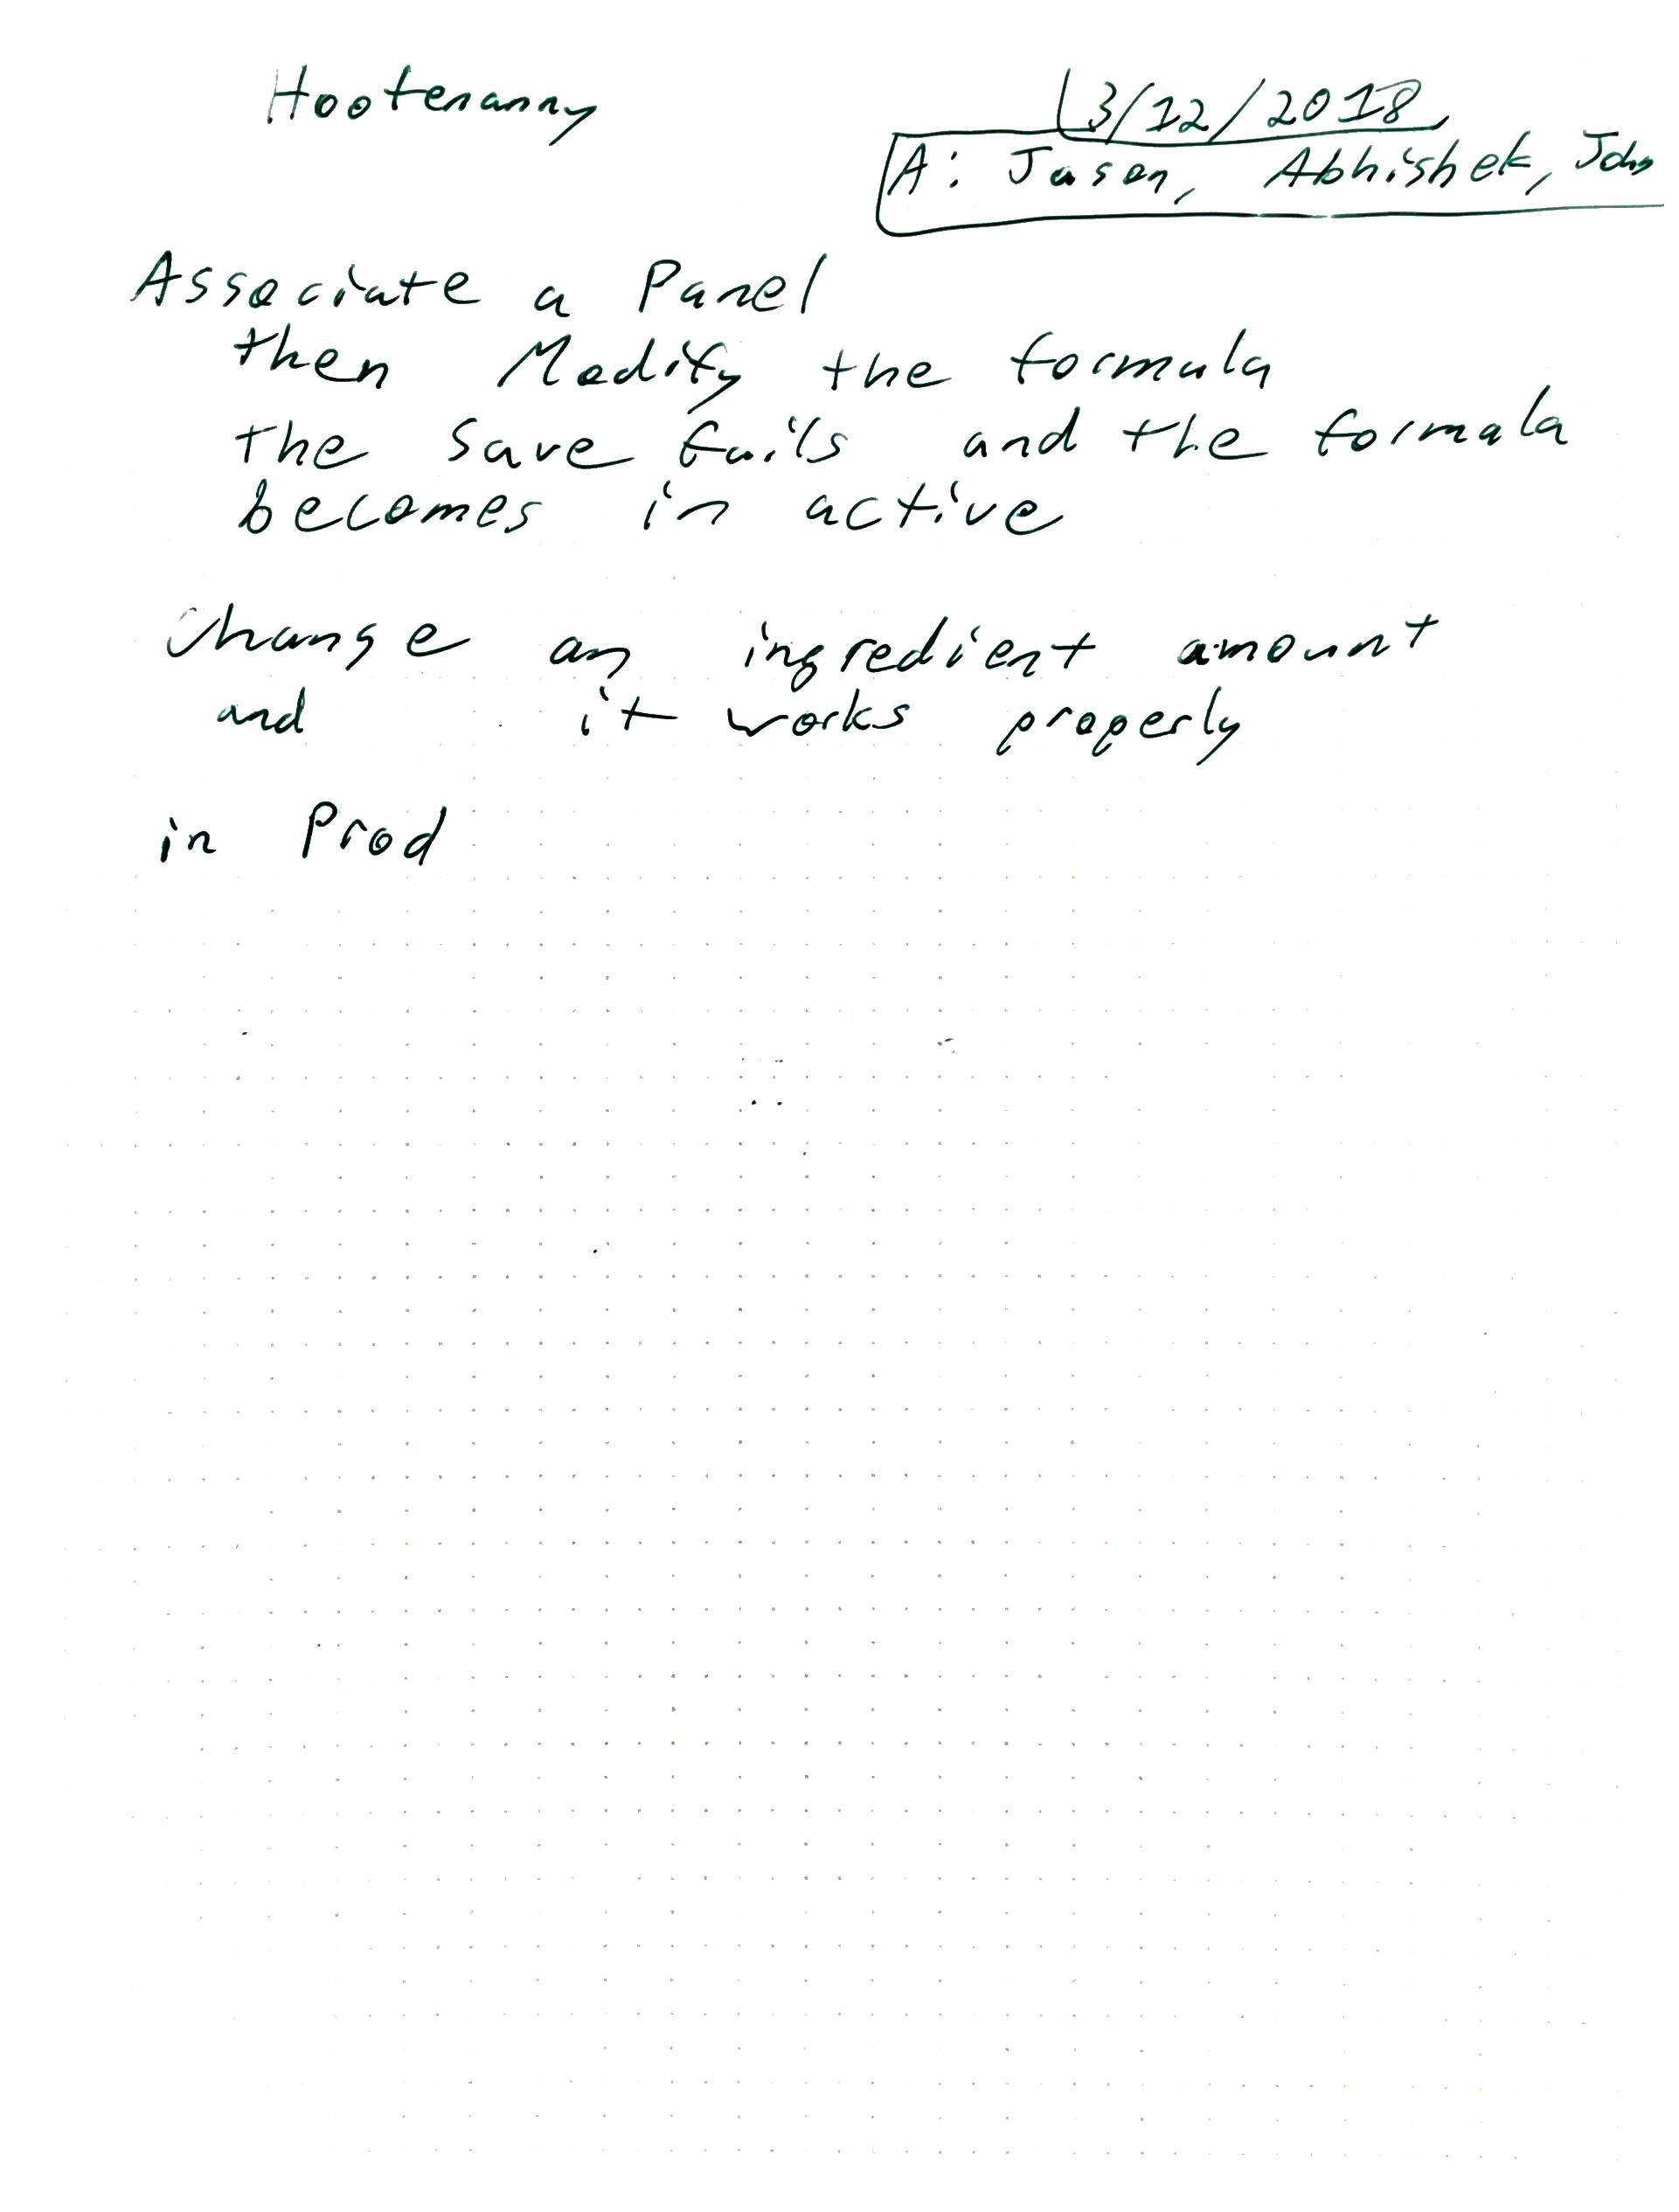 Hootenanny
3/12/2018
A: Jason, Abhishek, John
Associate a Panel
then Modify the formula
the save fails and the formula
becomes in active
Change an ingredient amount
and it works properly
in Prod